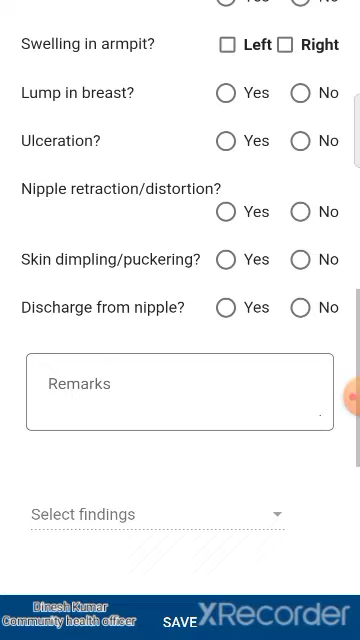 Yes No
Swelling in armpit? Left Right
Lump in breast? Yes No
Ulceration? Yes No
Nipple retraction/distortion?
Yes No
Skin dimpling/puckering? Yes No
Discharge from nipple? Yes No
Remarks
Select findings
Dinesh Kumar
Community health officer
SAVE
XRecorder